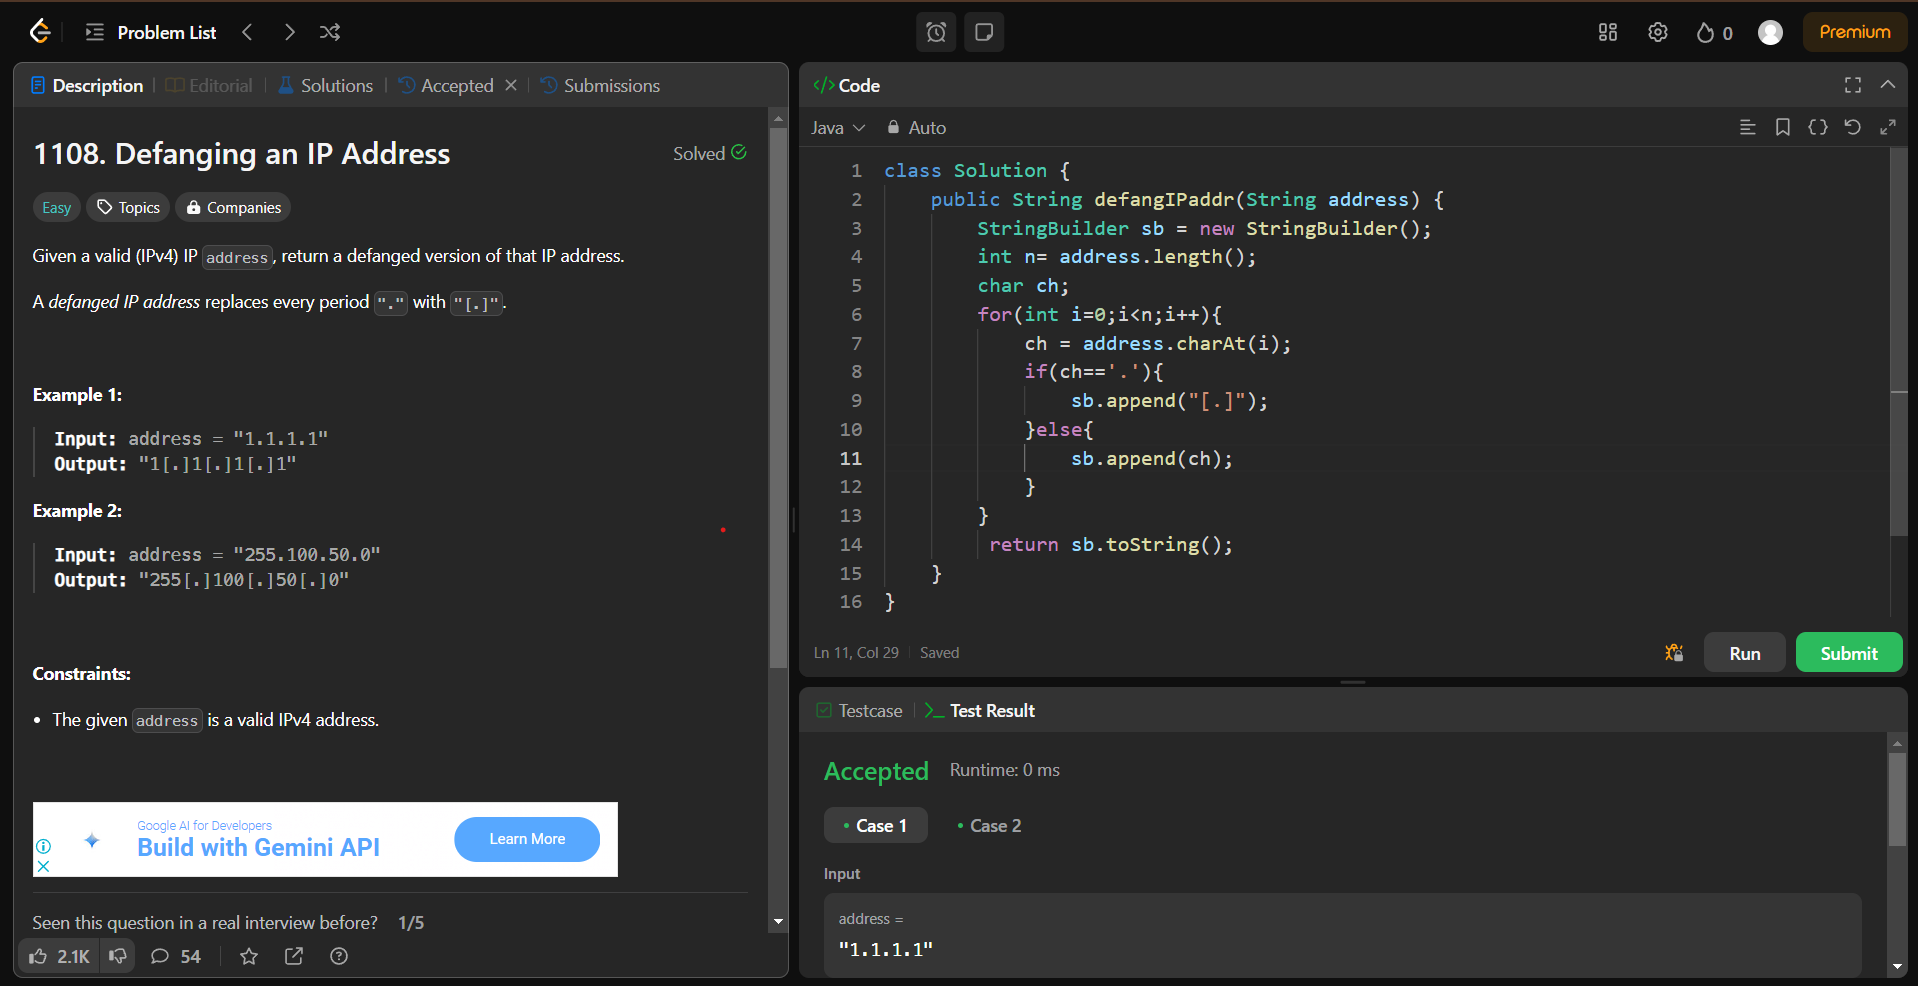 Problem List
0
Premium
Description
Editorial
Solutions
Accepted
Submissions
1108. Defanging an IP Address
Solved
Easy
Topics
Companies
Given a valid (IPv4) IP address, return a defanged version of that IP address.
A defanged IP address replaces every period "." with "[.]".
Example 1:
Input: address = "1.1.1.1"
Output: "1[.]1[.]1[.]1"
Example 2:
Input: address = "255.100.50.0"
Output: "255[.]100[.]50[.]0"
Constraints:
• The given address is a valid IPv4 address.
Google AI for Developers
Build with Gemini API
Learn More
Seen this question in a real interview before? 1/5
2.1K
54
</> Code
Java
Auto
1 class Solution {
2 public String defangIPaddr(String address) {
3 StringBuilder sb = new StringBuilder();
4 int n= address.length();
5 char ch;
6 for(int i=0;i<n;i++){
7 ch = address.charAt(i);
8 if(ch=='.'){
9 sb.append("[.]");
10 }else{
11 sb.append(ch);
12 }
13 }
14 return sb.toString();
15 }
16 }
Ln 11, Col 29
Saved
Run
Submit
Testcase
>_ Test Result
Accepted
Runtime: 0 ms
• Case 1
• Case 2
Input
address =
"1.1.1.1"